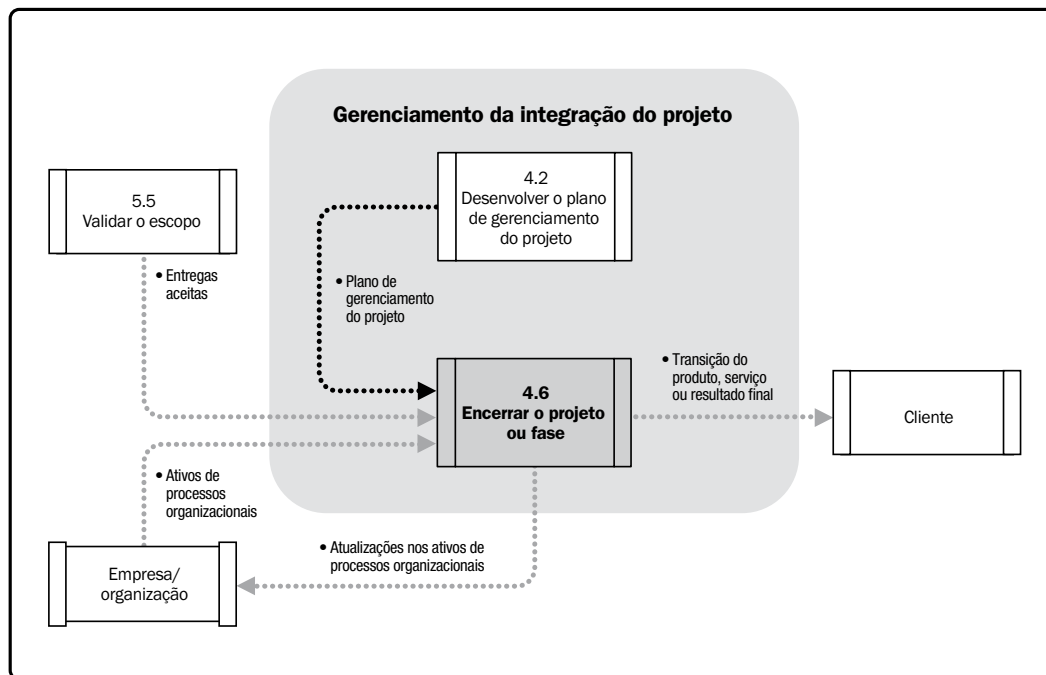 Gerenciamento da integração do projeto
4.2
Desenvolver o plano
de gerenciamento
do projeto
5.5
Validar o escopo
• Entregas
aceitas
• Plano de
gerenciamento
do projeto
• Transição do
produto, serviço
ou resultado final
4.6
Encerrar o projeto
ou fase
Cliente
• Ativos de
processos
organizacionais
• Atualizações nos ativos de
processos organizacionais
Empresa/
organização